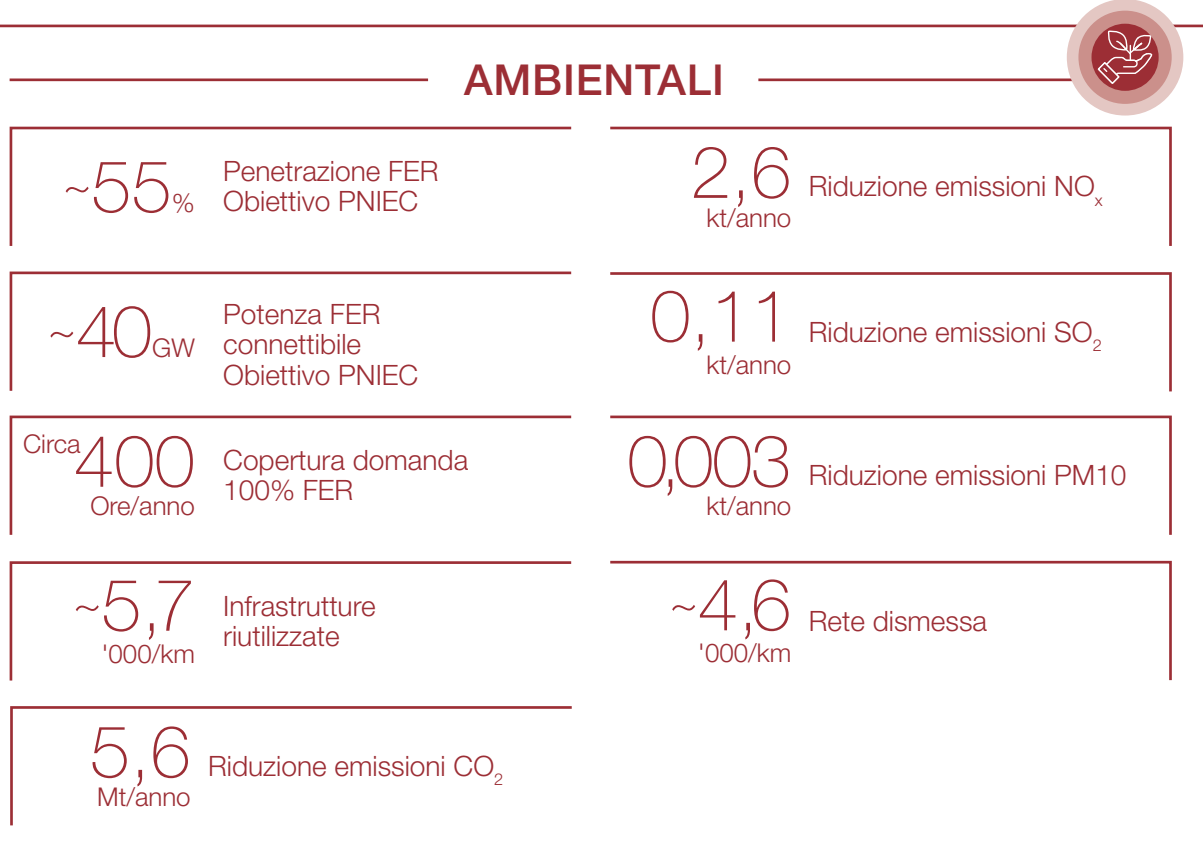 AMBIENTALI
~55%
Penetrazione FER
Obiettivo PNIEC
~40GW
Potenza FER
connettibile
Obiettivo PNIEC
Circa 400
Ore/anno
Copertura domanda
100% FER
~5,7
'000/km
Infrastrutture
riutilizzate
5,6
Mt/anno
Riduzione emissioni CO₂
2,6
kt/anno
Riduzione emissioni NOₓ
0,11
kt/anno
Riduzione emissioni SO₂
0,003
kt/anno
Riduzione emissioni PM10
~4,6
'000/km
Rete dismessa